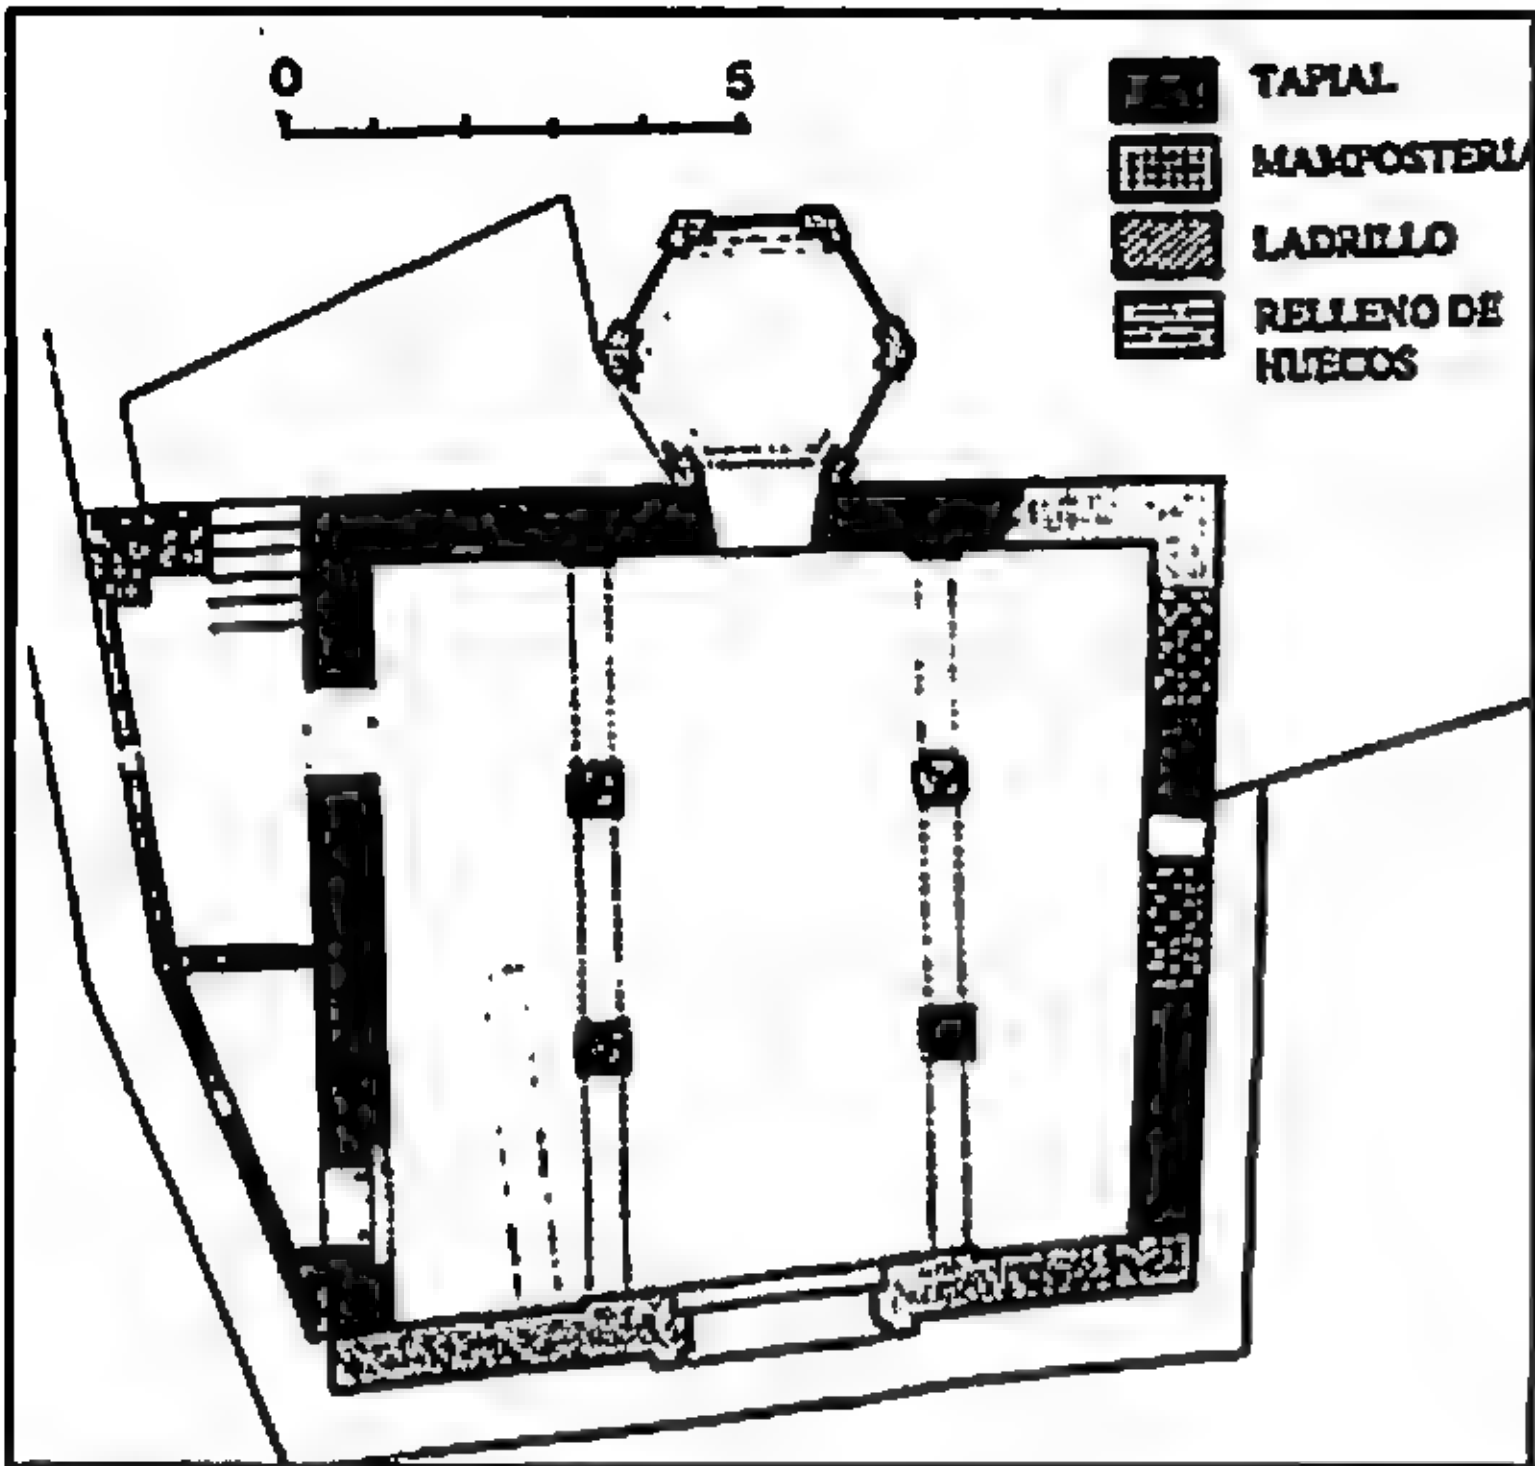 0 5
TAPIAL
MAMPOSTERIA
LADRILLO
RELLENO DE
HUECOS